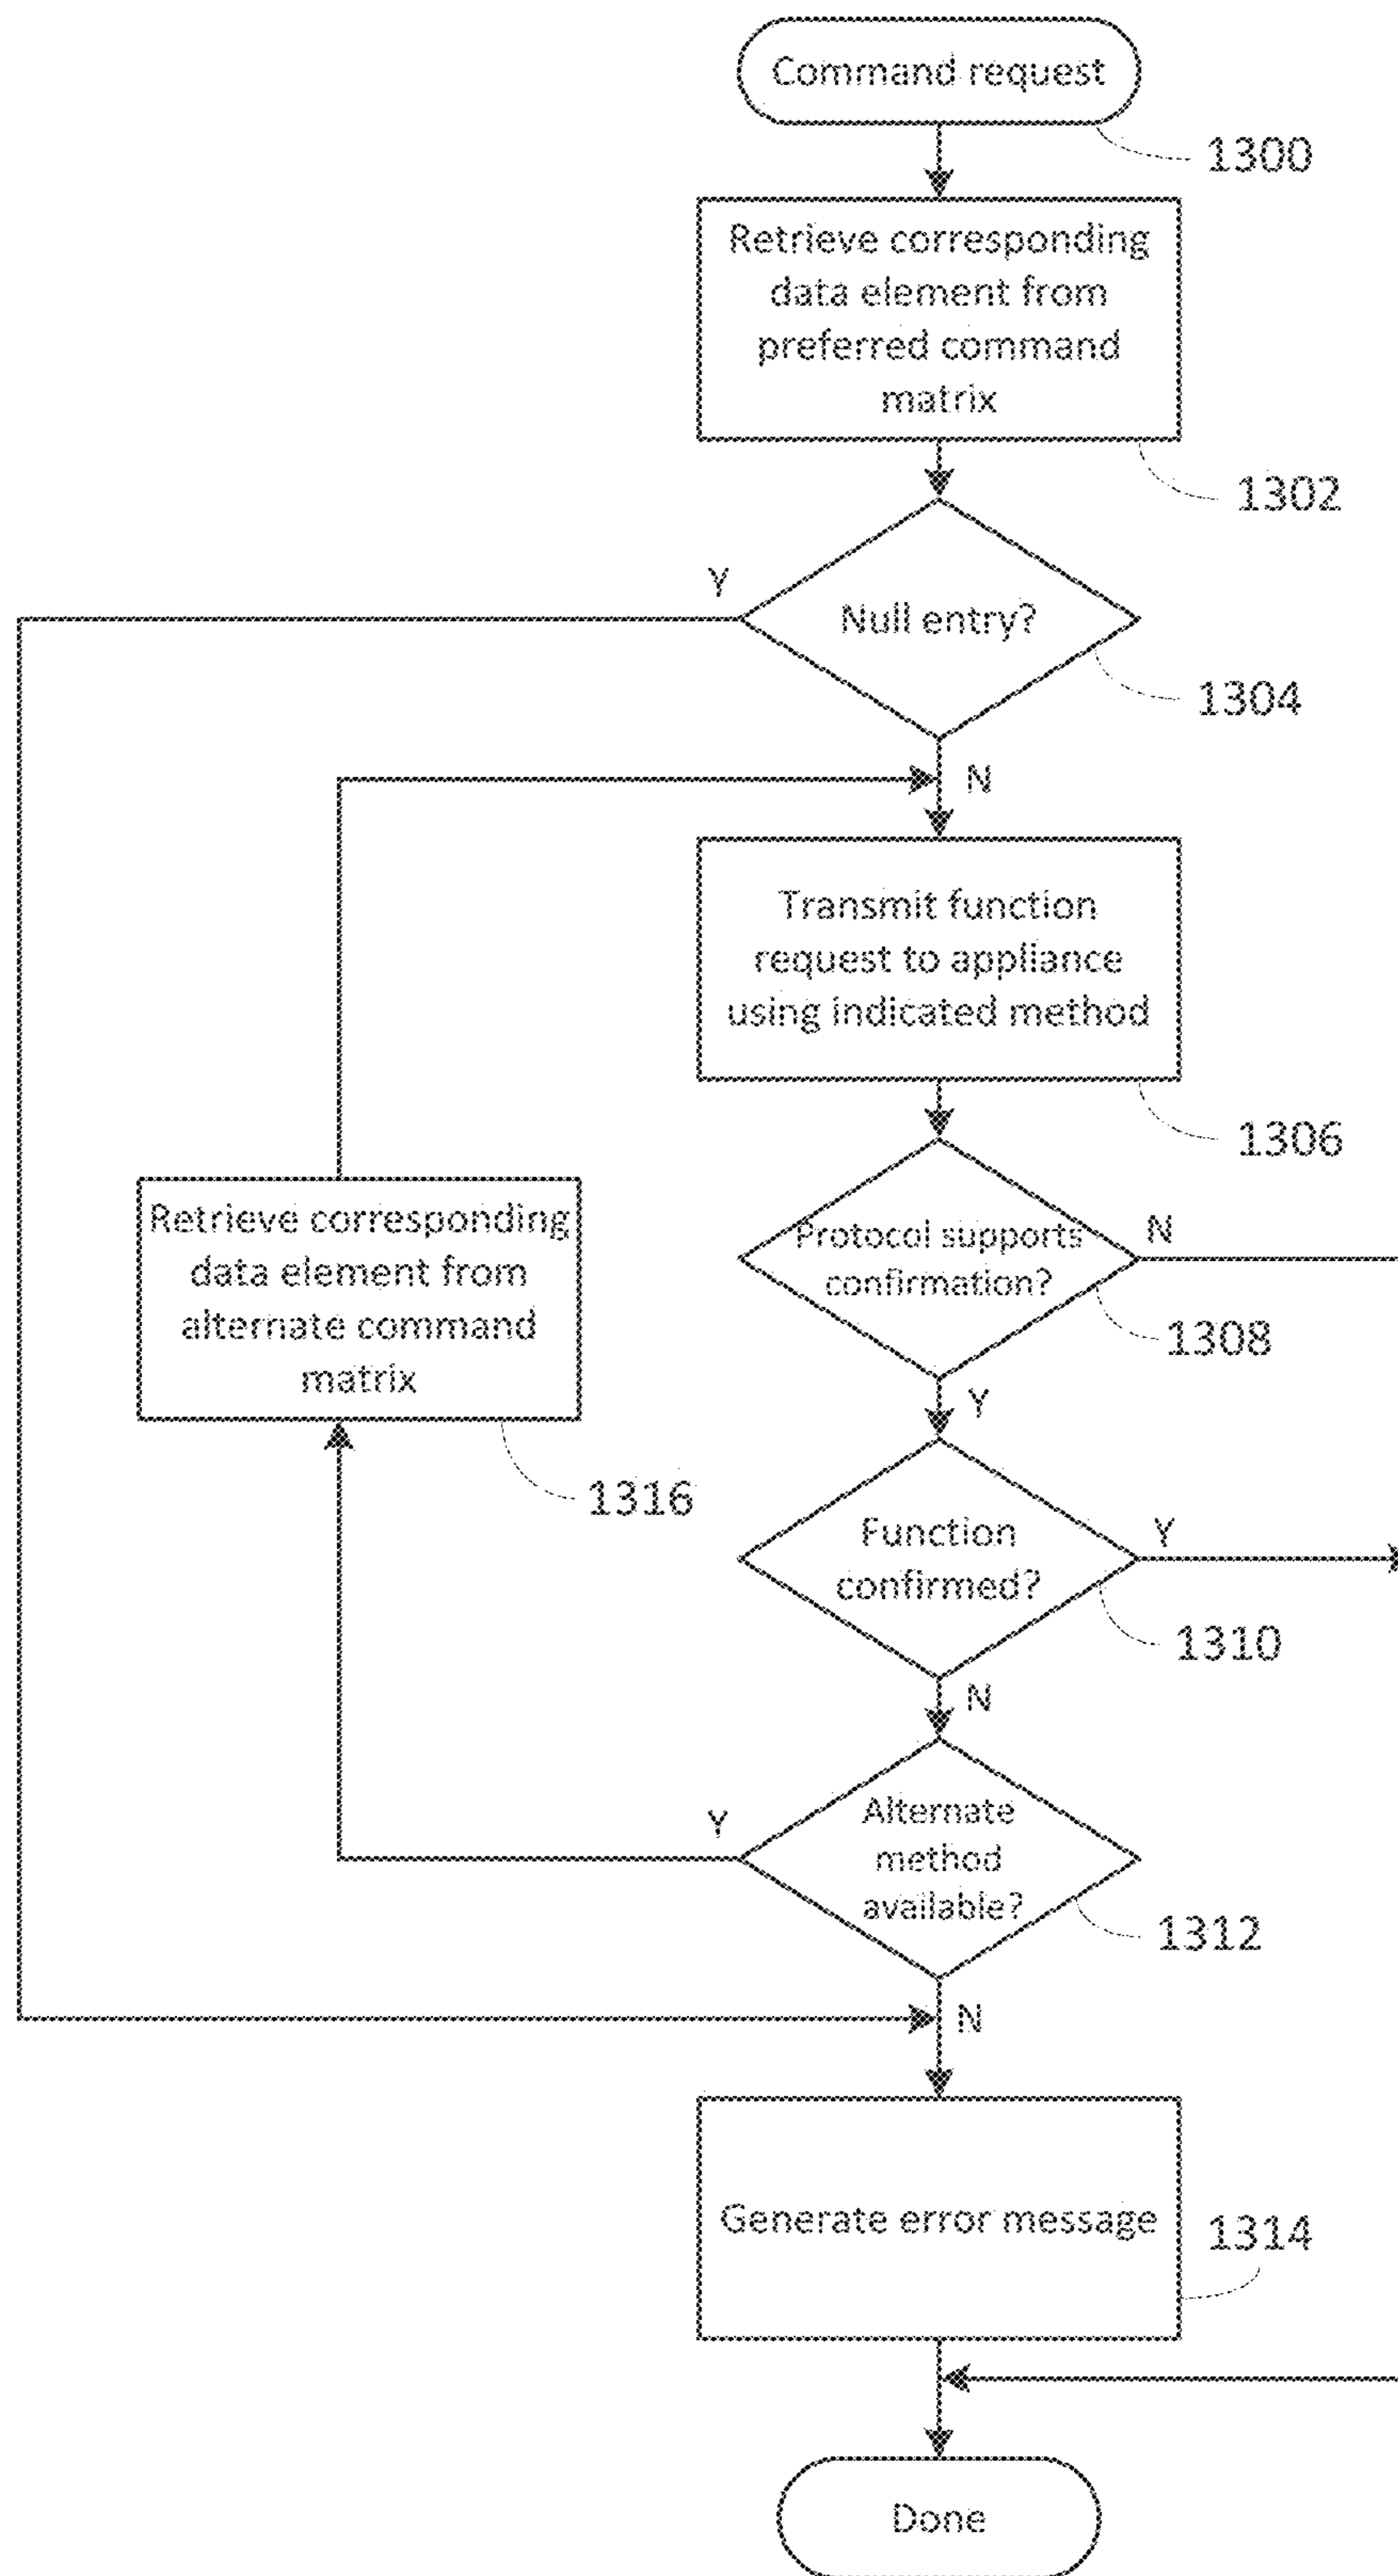 Command request
1300
Retrieve corresponding
data element from
preferred command
matrix
1302
Y
Null entry?
1304
N
Transmit function
request to appliance
using indicated method
1306
Retrieve corresponding
data element from
alternate command
matrix
1316
Protocol supports
confirmation?
N
1308
Y
Function
confirmed?
Y
1310
N
Y
Alternate
method
available?
1312
N
Generate error message
1314
Done